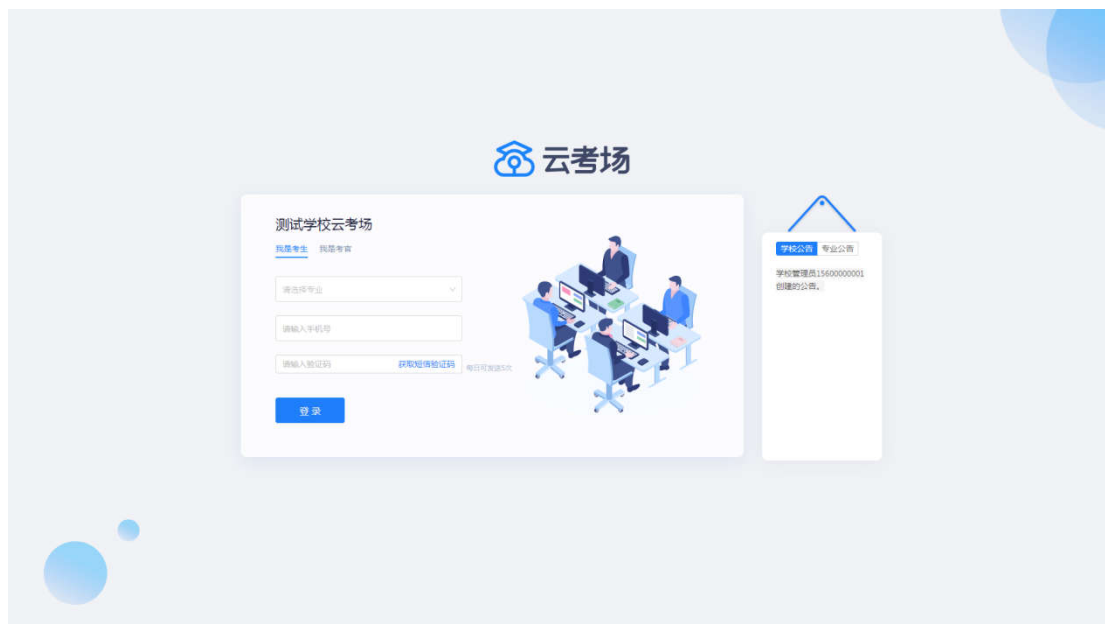 云考场
测试学校云考场
我是考生 我是考官
请选择专业
请输入手机号
请输入验证码 获取短信验证码 每日可发送5次
登 录
学校公告 专业公告
学校管理员15600000001
创建的公告。